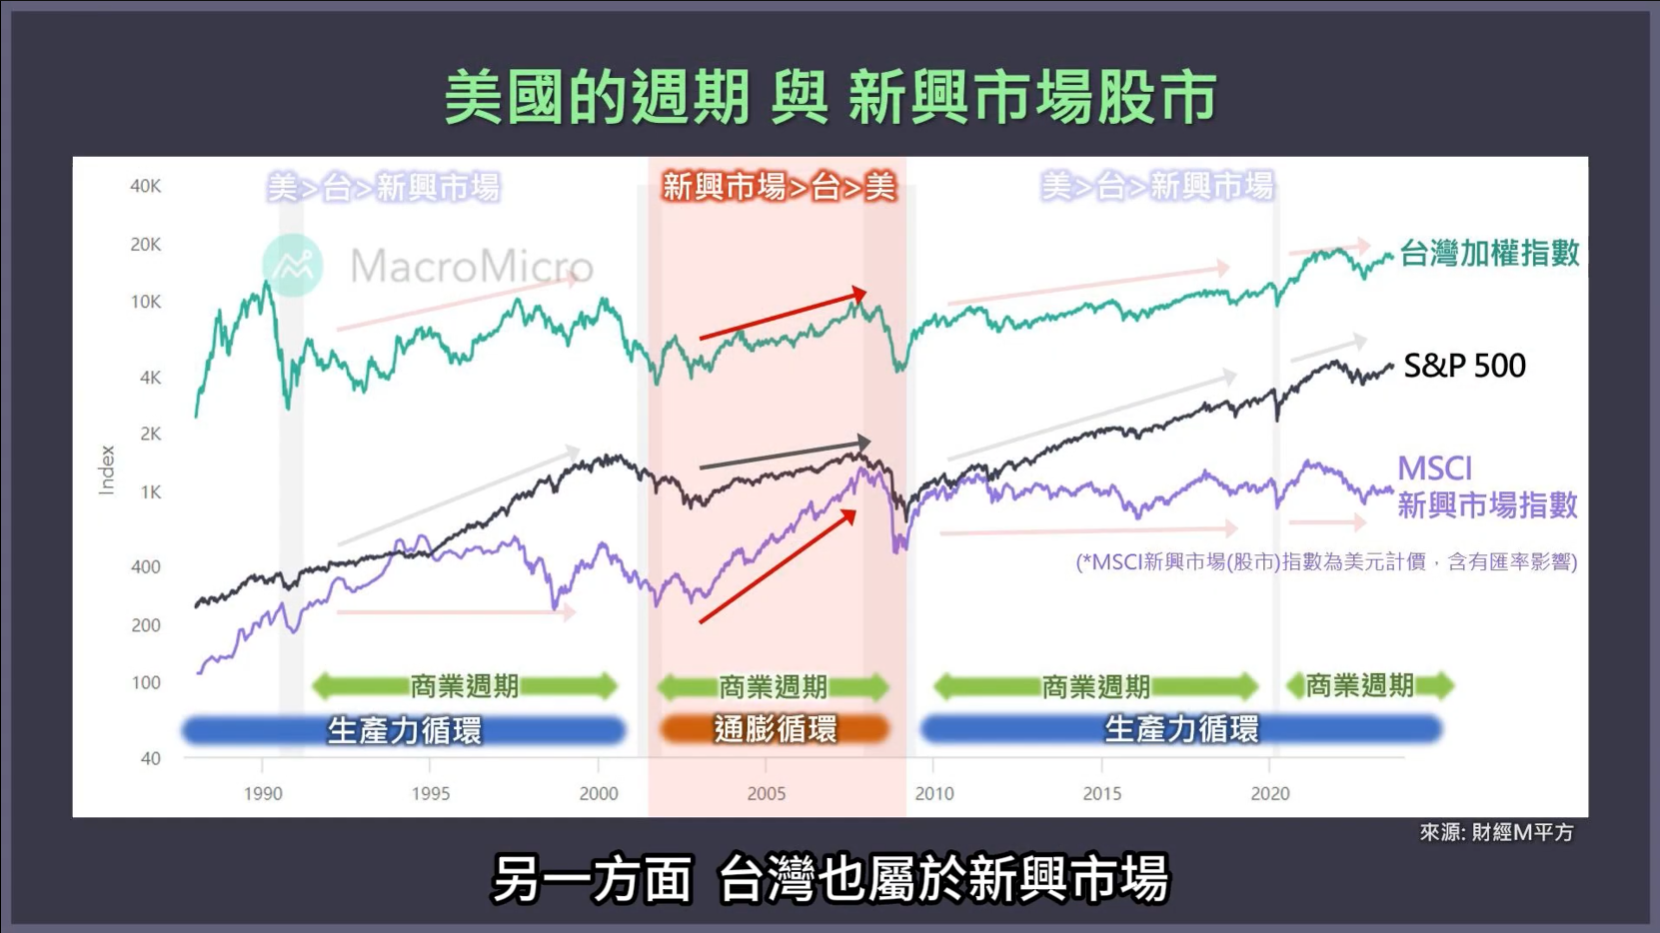 美國的週期 與 新興市場股市
美>台>新興市場
新興市場>台>美
美>台>新興市場
40K
20K
10K
4K
2K
1K
400
200
100
40
Index
MacroMicro
台灣加權指數
S&P 500
MSCI
新興市場指數
(*MSCI新興市場(股市)指數為美元計價，含有匯率影響)
商業週期
商業週期
商業週期
商業週期
生產力循環
通膨循環
生產力循環
1990
1995
2000
2005
2010
2015
2020
來源: 財經M平方
另一方面 台灣也屬於新興市場